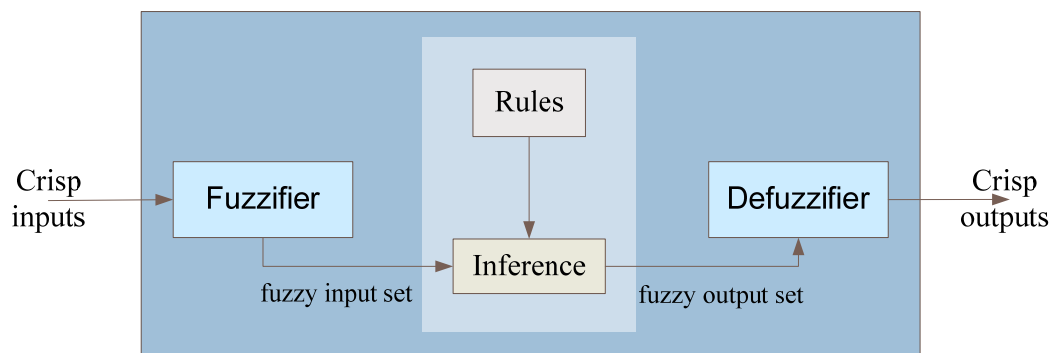 Rules
Crisp
inputs
Fuzzifier
Defuzzifier
Crisp
outputs
Inference
fuzzy input set
fuzzy output set